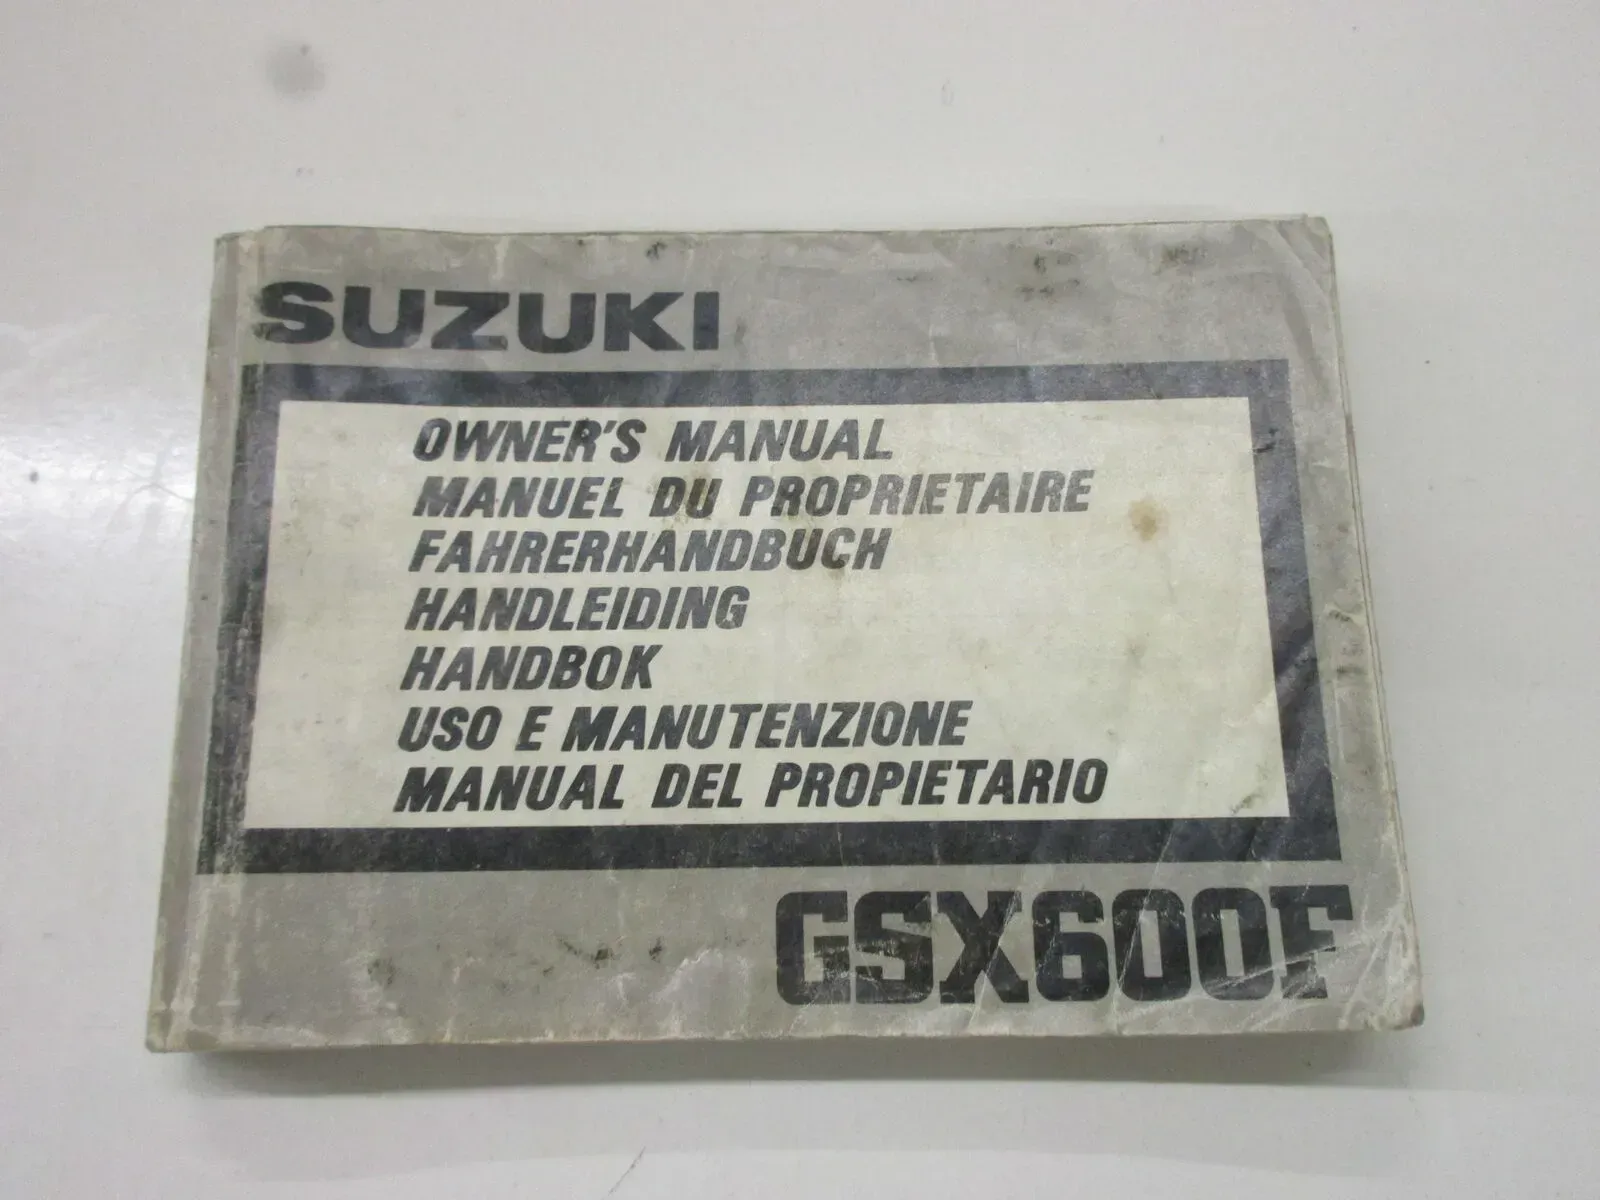 SUZUKI
OWNER'S MANUAL
MANUEL DU PROPRIETAIRE
FAHRERHANDBUCH
HANDLEIDING
HANDBOK
USO E MANUTENZIONE
MANUAL DEL PROPIETARIO
GSX600F